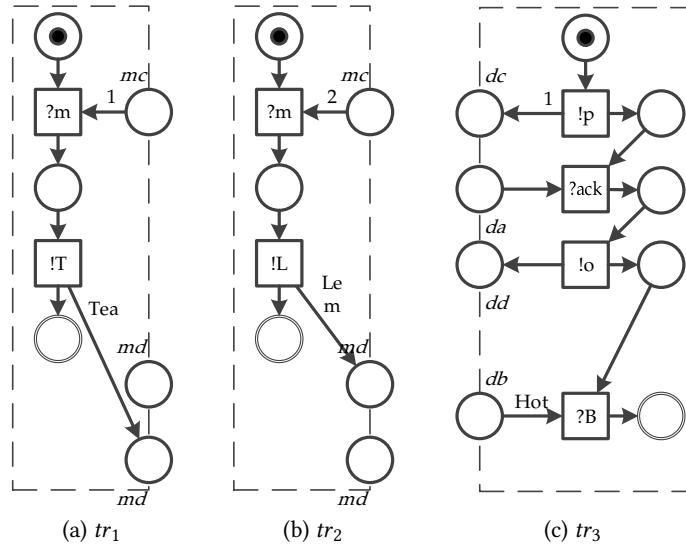 mc
?m
1
!T
Tea
md
md
(a) tr1
mc
?m
2
!L
Le
m
md
md
(b) tr2
dc
1
!p
?ack
da
!o
dd
db
Hot
?B
(c) tr3